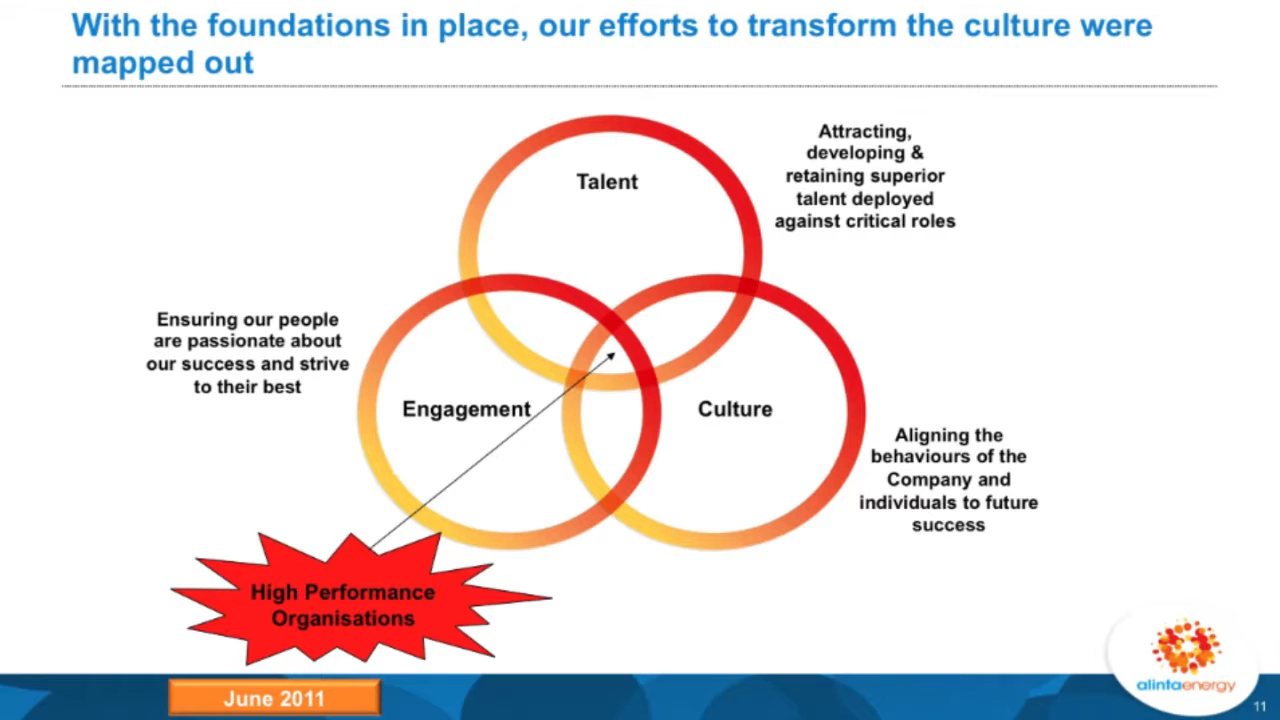 With the foundations in place, our efforts to transform the culture were
mapped out
Attracting,
developing &
retaining superior
talent deployed
against critical roles
Talent
Ensuring our people
are passionate about
our success and strive
to their best
Engagement
Culture
Aligning the
behaviours of the
Company and
individuals to future
success
High Performance
Organisations
June 2011
alintaenergy
11